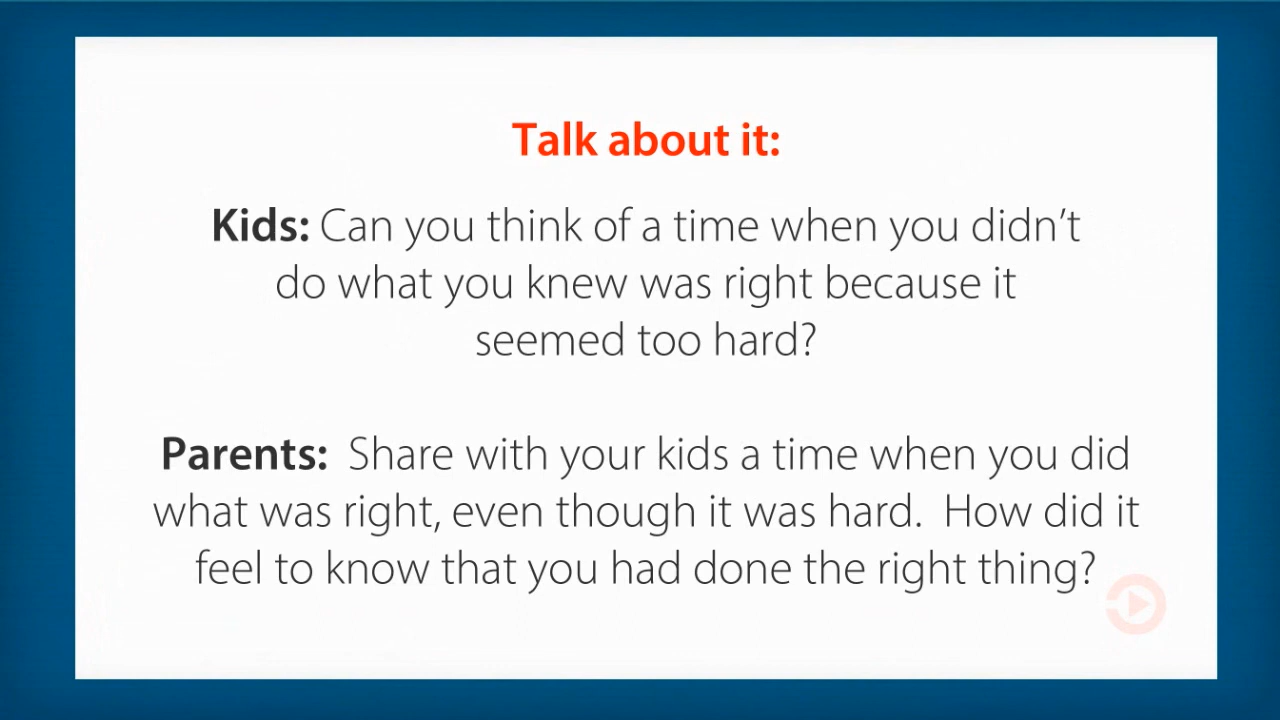 Talk about it:
Kids: Can you think of a time when you didn’t
do what you knew was right because it
seemed too hard?
Parents:  Share with your kids a time when you did
what was right, even though it was hard.  How did it
feel to know that you had done the right thing?